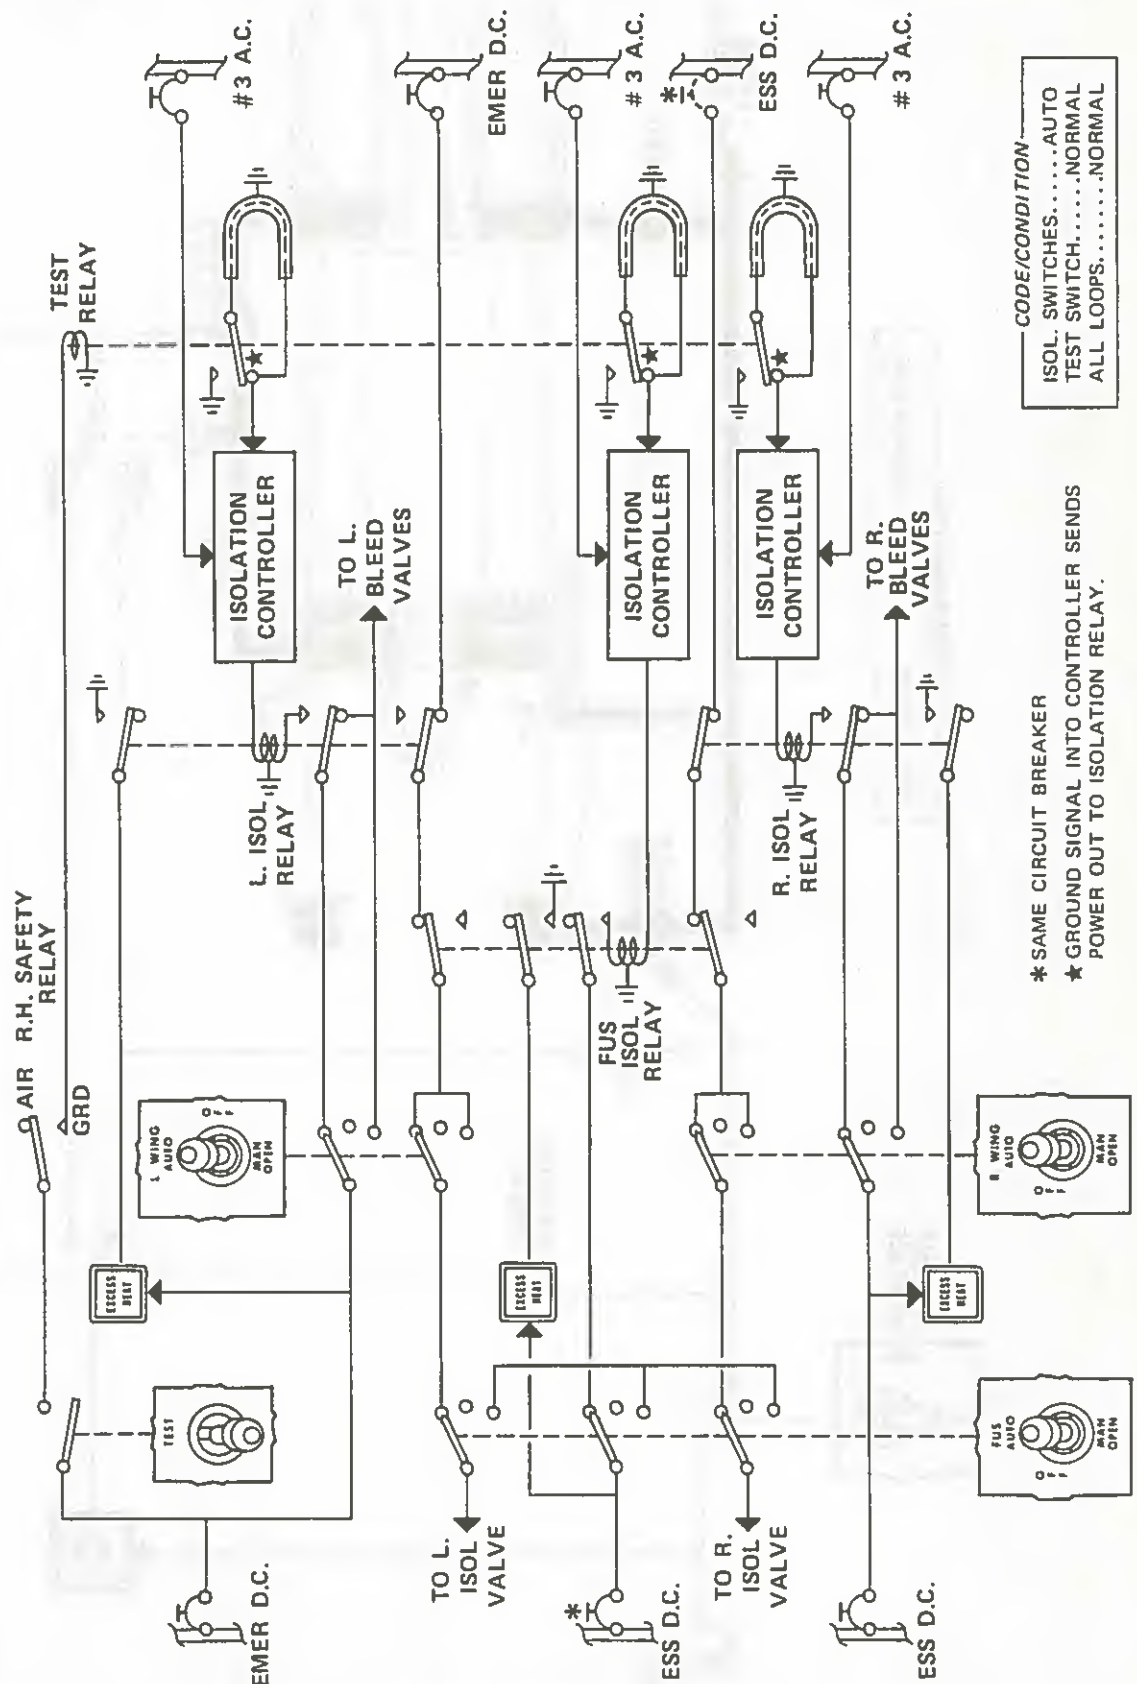 #3 A.C.
EMER D.C.
#3 A.C.
ESS D.C.
#3 A.C.
TEST
RELAY
ISOLATION
CONTROLLER
ISOLATION
CONTROLLER
ISOLATION
CONTROLLER
TO L.
BLEED
VALVES
TO R.
BLEED
VALVES
L. ISOL
RELAY
FUS
ISOL
RELAY
R. ISOL
RELAY
R.H. SAFETY
RELAY
AIR
GRD
L WING
AUTO
OFF
MAN
OPEN
R WING
AUTO
OFF
MAN
OPEN
EXCESS
HEAT
EXCESS
HEAT
EXCESS
HEAT
TEST
FUS
AUTO
OFF
MAN
OPEN
TO L.
ISOL
VALVE
TO R.
ISOL
VALVE
EMER D.C.
* ESS D.C.
ESS D.C.
CODE/CONDITION
ISOL. SWITCHES......AUTO
TEST SWITCH.....NORMAL
ALL LOOPS.......NORMAL
* SAME CIRCUIT BREAKER
★ GROUND SIGNAL INTO CONTROLLER SENDS
POWER OUT TO ISOLATION RELAY.